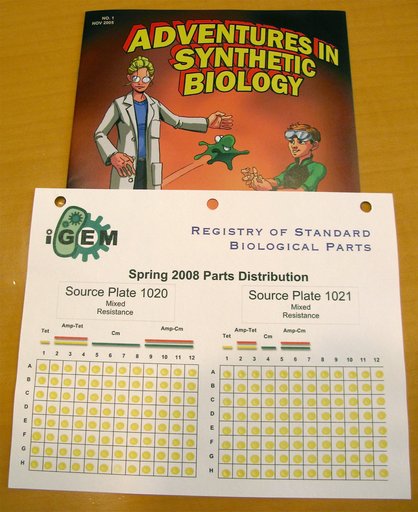 NO. 1
NOV 2005
ADVENTURES IN
SYNTHETIC
BIOLOGY
iGEM
REGISTRY OF STANDARD
BIOLOGICAL PARTS
Spring 2008 Parts Distribution
Source Plate 1020
Mixed
Resistance
Tet Amp-Tet Cm Amp-Cm
1 2 3 4 5 6 7 8 9 10 11 12
A
B
C
D
E
F
G
H
Source Plate 1021
Mixed
Resistance
Tet Amp-Tet Cm Amp-Cm
1 2 3 4 5 6 7 8 9 10 11 12
A
B
C
D
E
F
G
H